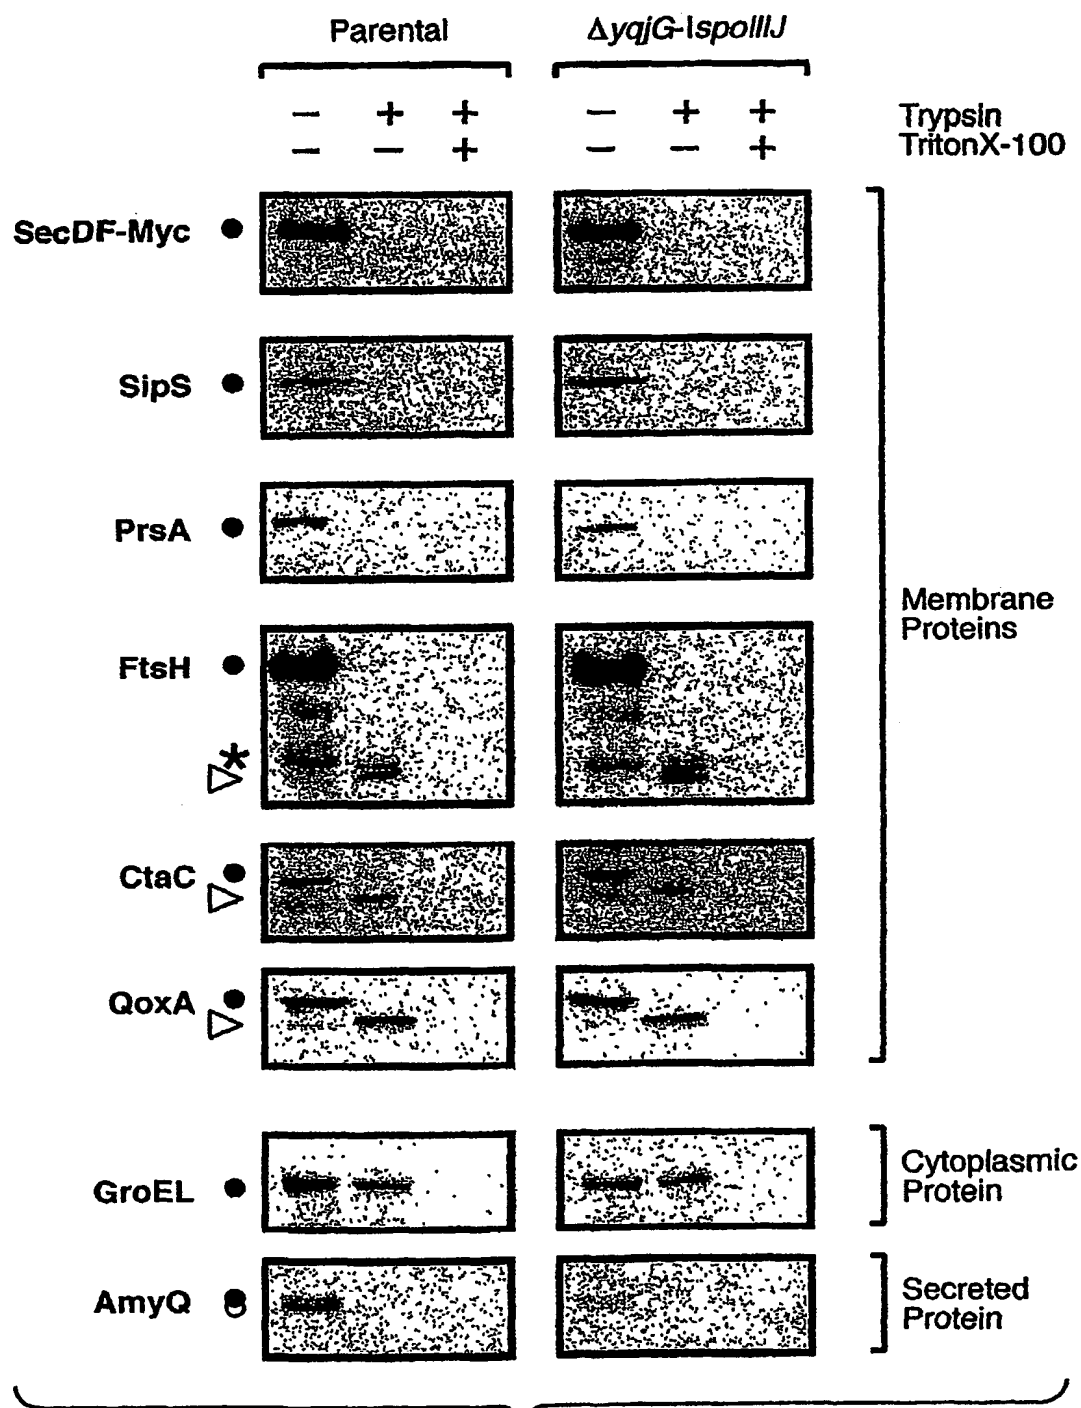 Parental ΔyqjG-IspoIIIJ
− + + − + + Trypsin
− − + − − + TritonX-100
SecDF-Myc
SipS
PrsA
Membrane
Proteins
FtsH
*
CtaC
QoxA
Cytoplasmic
Protein
GroEL
Secreted
Protein
AmyQ